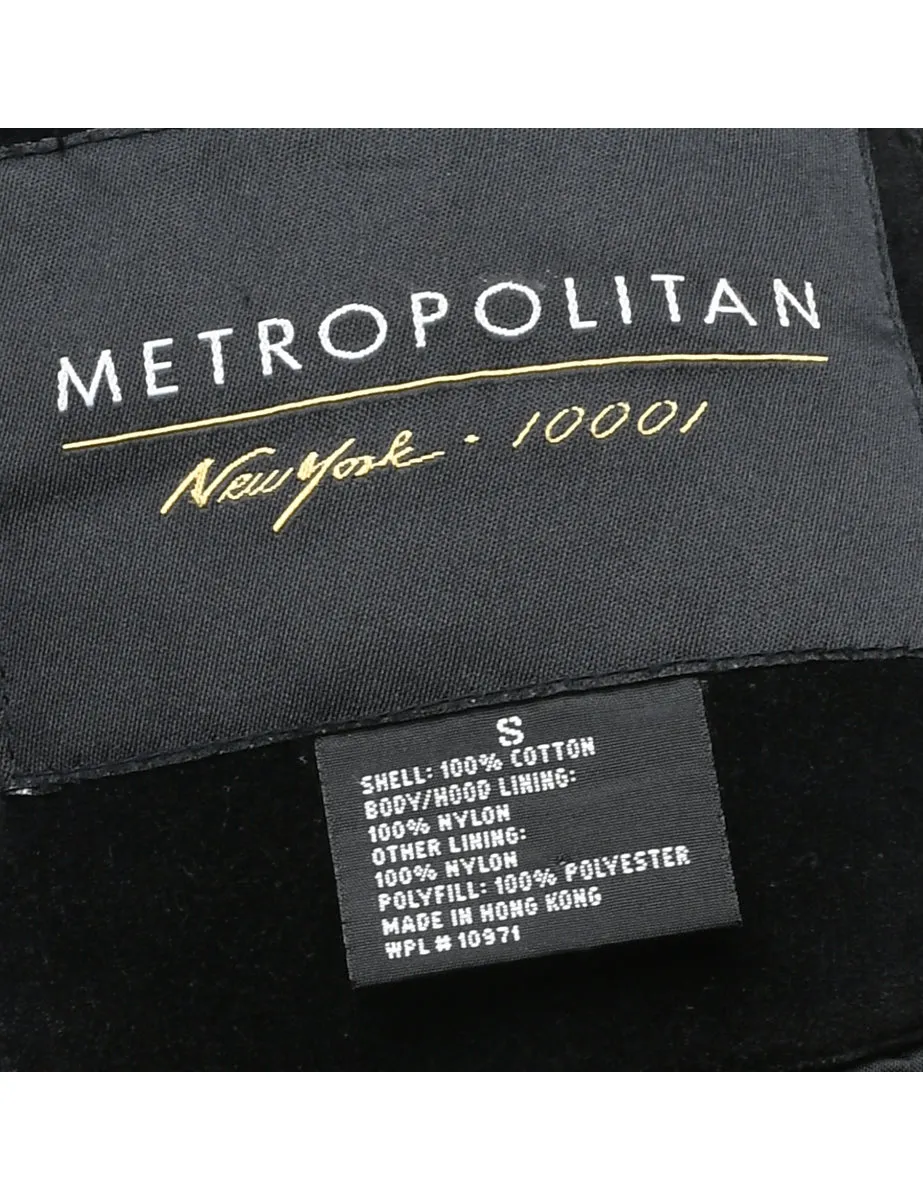 METROPOLITAN
New York · 10001
S
SHELL: 100% COTTON
BODY/HOOD LINING:
100% NYLON
OTHER LINING:
100% NYLON
POLYFILL: 100% POLYESTER
MADE IN HONG KONG
WPL # 10971